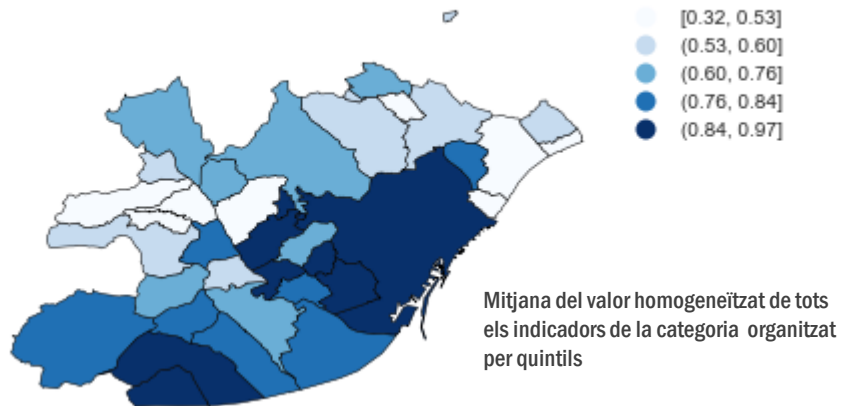 [0.32, 0.53]
(0.53, 0.60]
(0.60, 0.76]
(0.76, 0.84]
(0.84, 0.97]
Mitjana del valor homogeneïtzat de tots
els indicadors de la categoria organitzat
per quintils